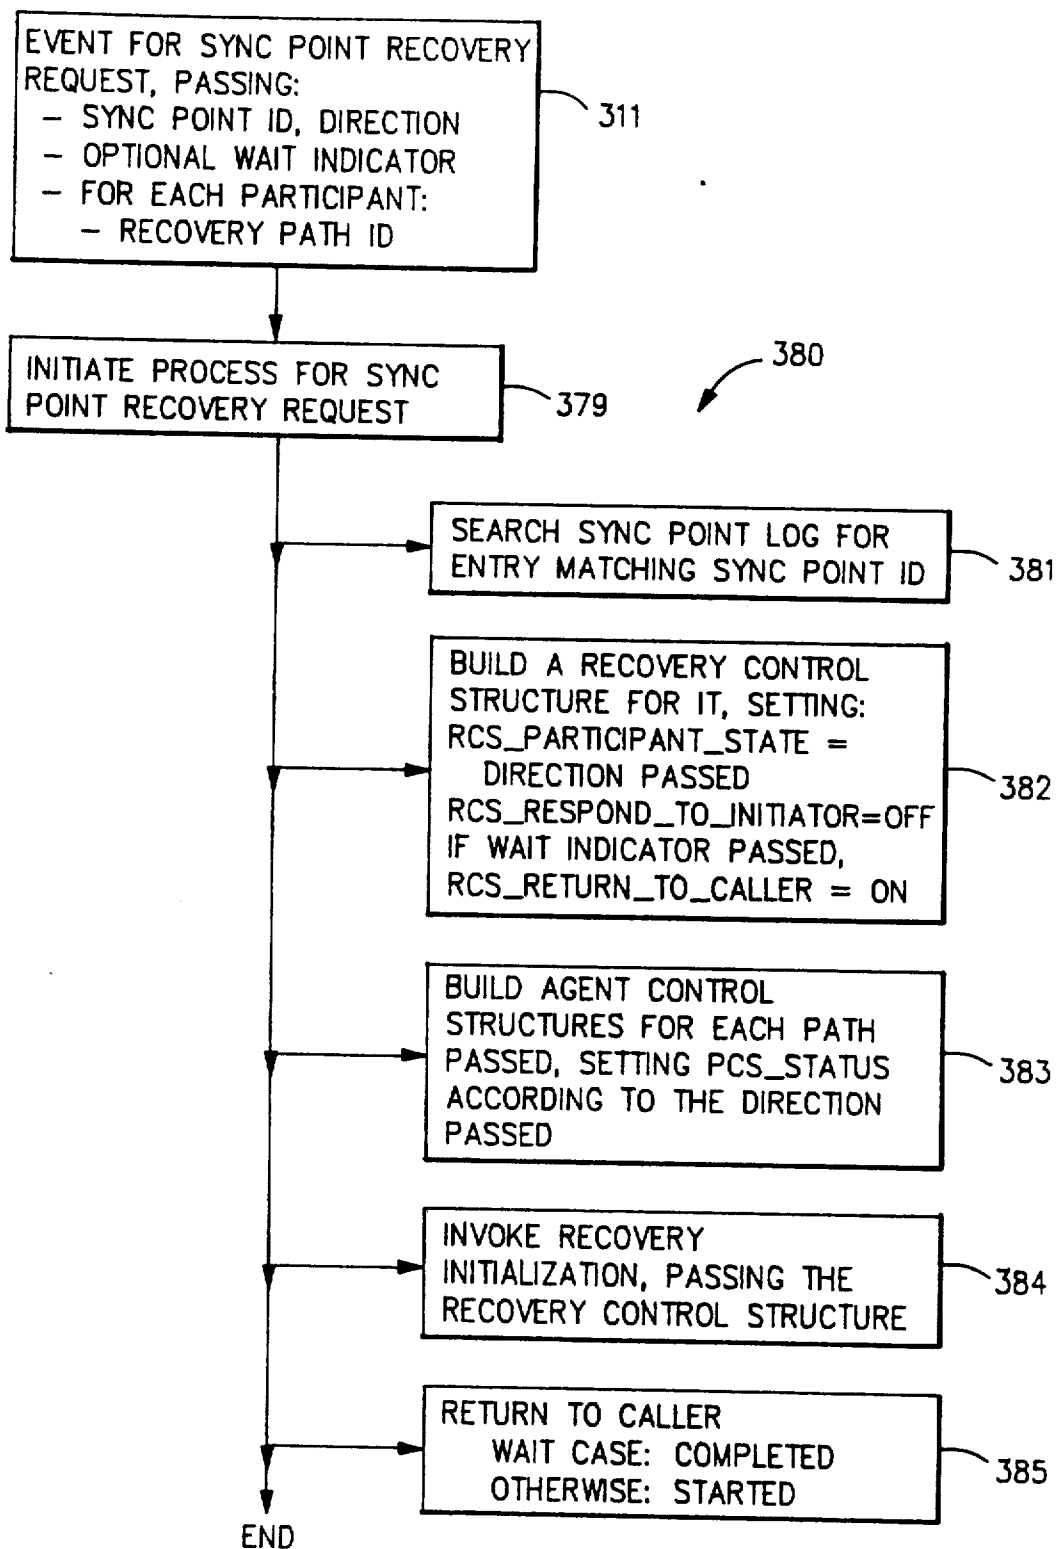 EVENT FOR SYNC POINT RECOVERY
REQUEST, PASSING:
- SYNC POINT ID, DIRECTION
- OPTIONAL WAIT INDICATOR
- FOR EACH PARTICIPANT:
- RECOVERY PATH ID
311
INITIATE PROCESS FOR SYNC
POINT RECOVERY REQUEST
379
380
SEARCH SYNC POINT LOG FOR
ENTRY MATCHING SYNC POINT ID
381
BUILD A RECOVERY CONTROL
STRUCTURE FOR IT, SETTING:
RCS_PARTICIPANT_STATE =
DIRECTION PASSED
RCS_RESPOND_TO_INITIATOR=OFF
IF WAIT INDICATOR PASSED,
RCS_RETURN_TO_CALLER = ON
382
BUILD AGENT CONTROL
STRUCTURES FOR EACH PATH
PASSED, SETTING PCS_STATUS
ACCORDING TO THE DIRECTION
PASSED
383
INVOKE RECOVERY
INITIALIZATION, PASSING THE
RECOVERY CONTROL STRUCTURE
384
RETURN TO CALLER
WAIT CASE: COMPLETED
OTHERWISE: STARTED
385
END